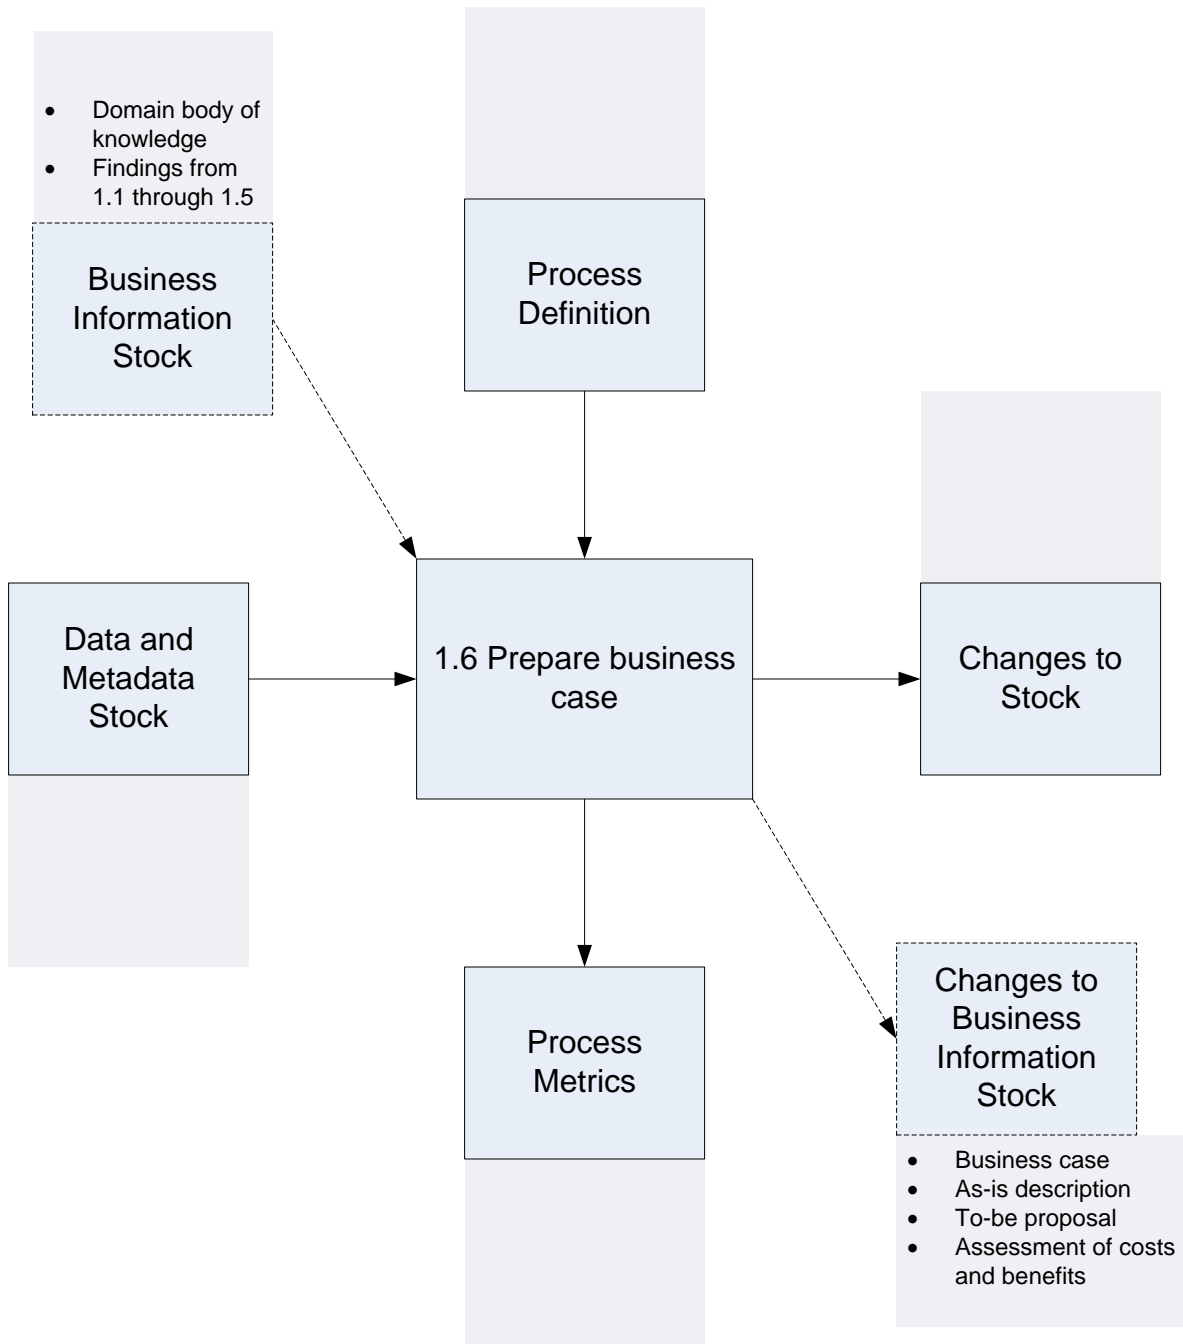 • Domain body of
knowledge
• Findings from
1.1 through 1.5
Business
Information
Stock
Process
Definition
Data and
Metadata
Stock
1.6 Prepare business
case
Changes to
Stock
Process
Metrics
Changes to
Business
Information
Stock
• Business case
• As-is description
• To-be proposal
• Assessment of costs
and benefits